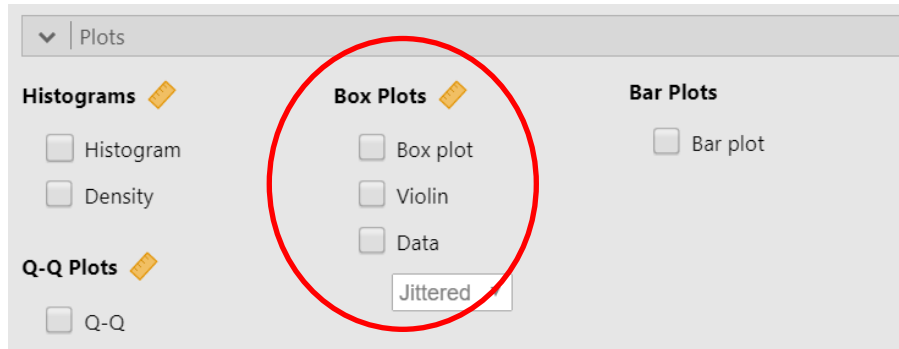 Plots
Histograms
Histogram
Density
Q-Q Plots
Q-Q
Box Plots
Box plot
Violin
Data
Jittered
Bar Plots
Bar plot